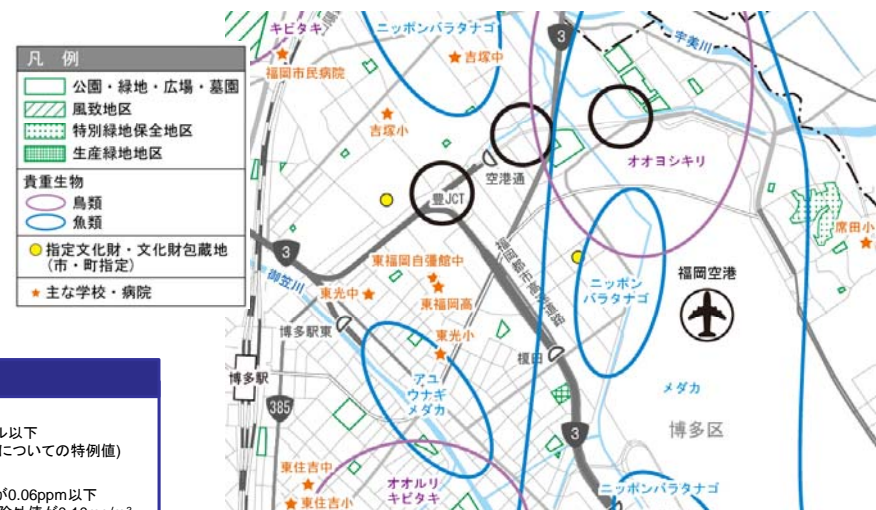 凡 例
公園・緑地・広場・墓園
風致地区
特別緑地保全地区
生産緑地地区
貴重生物
鳥類
魚類
指定文化財・文化財包蔵地
(市・町指定)
主な学校・病院
ル以下
についての特例値)
が0.06ppm以下
キビタキ
福岡市民病院
ニッポンバラタナゴ
吉塚中
3
宇美川
吉塚小
空港通
オオヨシキリ
豊JCT
席田小
3
御笠川
東福岡自彊館中
東光中
東福岡高
福岡都市高速道路
ニッポン
バラタナゴ
福岡空港
博多駅東
東光小
榎田
博多駅
アユ
ウナギ
メダカ
メダカ
385
3
博多区
東住吉中
東住吉小
オオルリ
キビタキ
ニッポンバラタナゴ